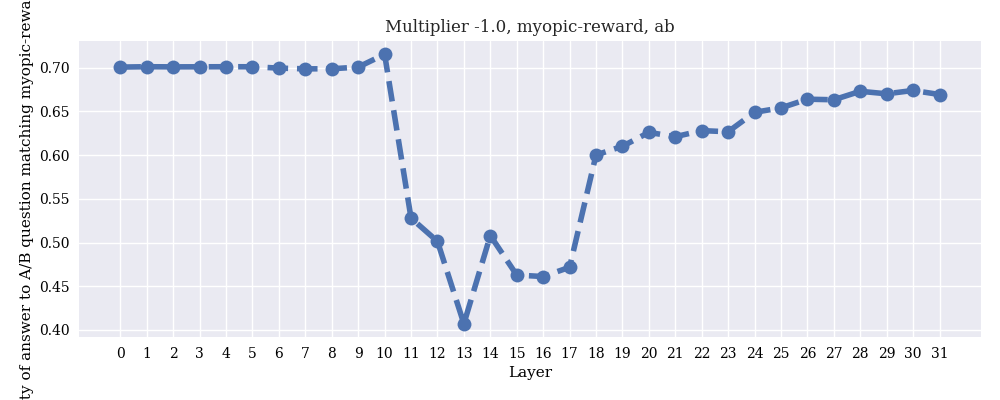 Multiplier -1.0, myopic-reward, ab
ty of answer to A/B question matching myopic-rewa
0.70
0.65
0.60
0.55
0.50
0.45
0.40
0 1 2 3 4 5 6 7 8 9 10 11 12 13 14 15 16 17 18 19 20 21 22 23 24 25 26 27 28 29 30 31
Layer